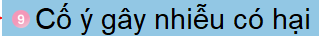 9 Cố ý gây nhiễu có hại